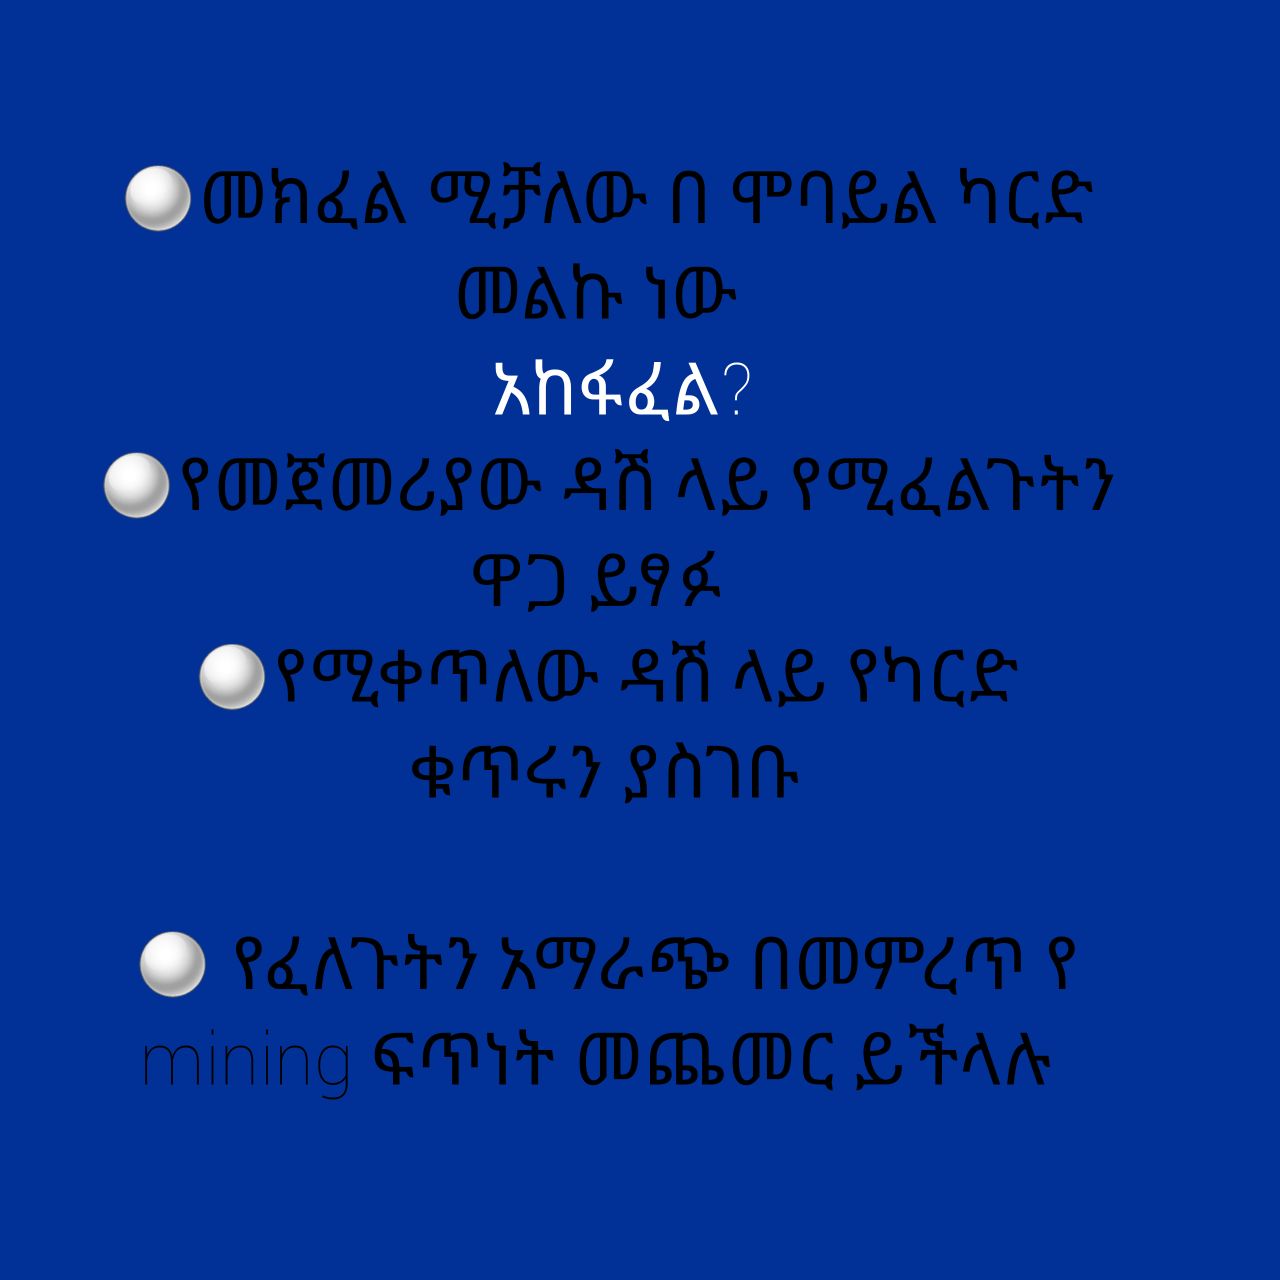 መክፈል ሚቻለው በ ሞባይል ካርድ
መልኩ ነው
አከፋፈል?
የመጀመሪያው ዳሽ ላይ የሚፈልጉትን
ዋጋ ይፃፉ
የሚቀጥለው ዳሽ ላይ የካርድ
ቁጥሩን ያስገቡ
የፈለጉትን አማራጭ በመምረጥ የ
mining ፍጥነት መጨመር ይችላሉ